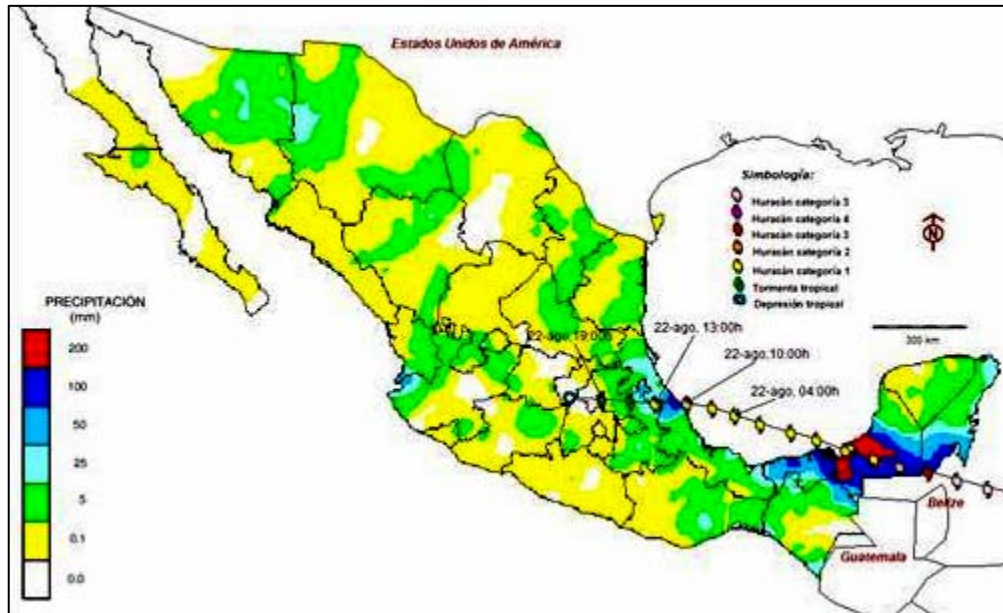 Estados Unidos de América
Simbología:
Huracán categoría 5
Huracán categoría 4
Huracán categoría 3
Huracán categoría 2
Huracán categoría 1
Tormenta tropical
Depresión tropical
N
300 km
PRECIPITACIÓN
(mm)
200
100
50
25
5
0.1
0.0
22-ago, 19:00h
22-ago, 13:00h
22-ago,10:00h
22-ago, 04:00h
Belize
Guatemala